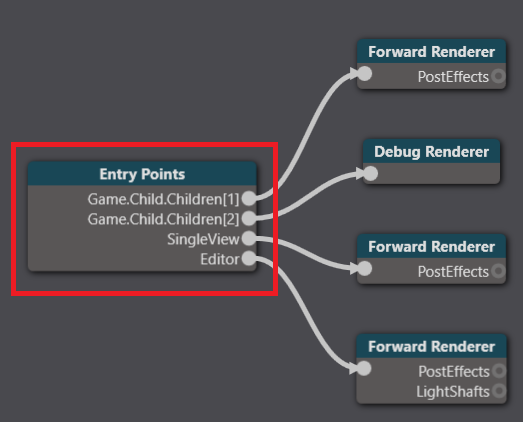 Entry Points
Game.Child.Children[1]
Game.Child.Children[2]
SingleView
Editor
Forward Renderer
PostEffects
Debug Renderer
Forward Renderer
PostEffects
Forward Renderer
PostEffects
LightShafts